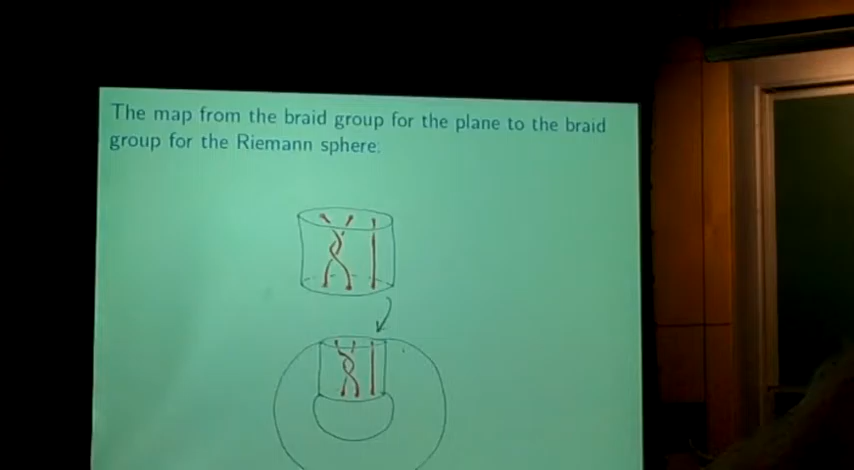 The map from the braid group for the plane to the braid
group for the Riemann sphere: